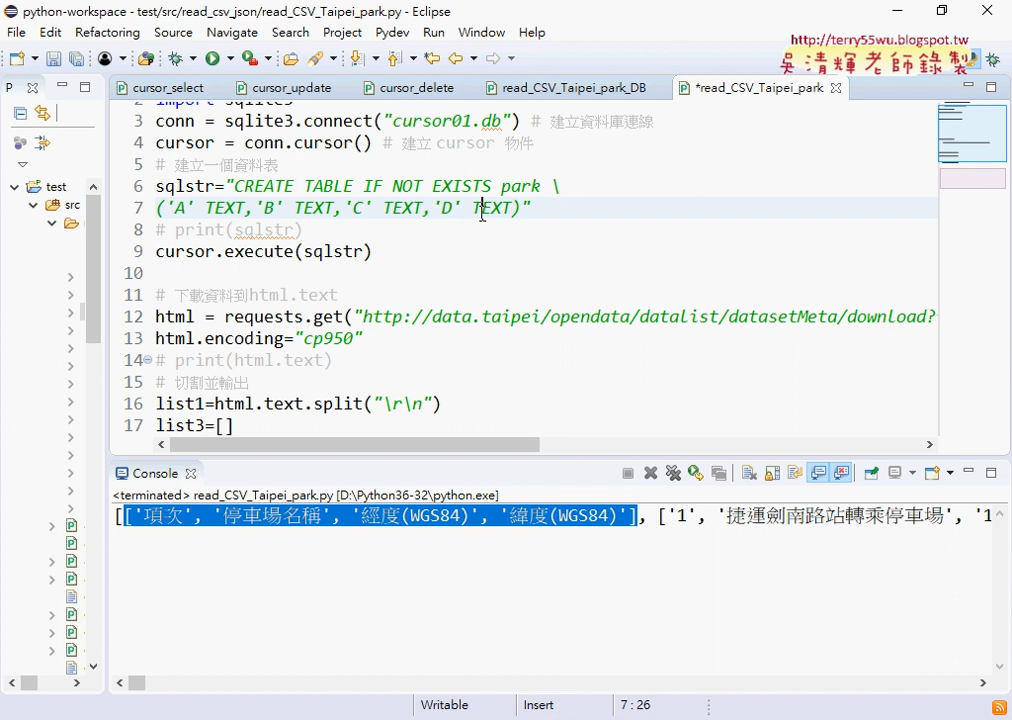 python-workspace - test/src/read_csv_json/read_CSV_Taipei_park.py - Eclipse
File Edit Refactoring Source Navigate Search Project Pydev Run Window Help
http://terry55wu.blogspot.tw
吳清輝老師錄製
P
cursor_select
cursor_update
cursor_delete
read_CSV_Taipei_park_DB
*read_CSV_Taipei_park
test
src
2 import sqlite3
3 conn = sqlite3.connect("cursor01.db") # 建立資料庫連線
4 cursor = conn.cursor() # 建立 cursor 物件
5 # 建立一個資料表
6 sqlstr="CREATE TABLE IF NOT EXISTS park \
7 ('A' TEXT,'B' TEXT,'C' TEXT,'D' TEXT)"
8 # print(sqlstr)
9 cursor.execute(sqlstr)
10
11 # 下載資料到html.text
12 html = requests.get("http://data.taipei/opendata/datalist/datasetMeta/download?
13 html.encoding="cp950"
14 # print(html.text)
15 # 切割並輸出
16 list1=html.text.split("\r\n")
17 list3=[]
Console
<terminated> read_CSV_Taipei_park.py [D:\Python36-32\python.exe]
[['項次', '停車場名稱', '經度(WGS84)', '緯度(WGS84)'], ['1', '捷運劍南路站轉乘停車場', '1
Writable
Insert
7 : 26